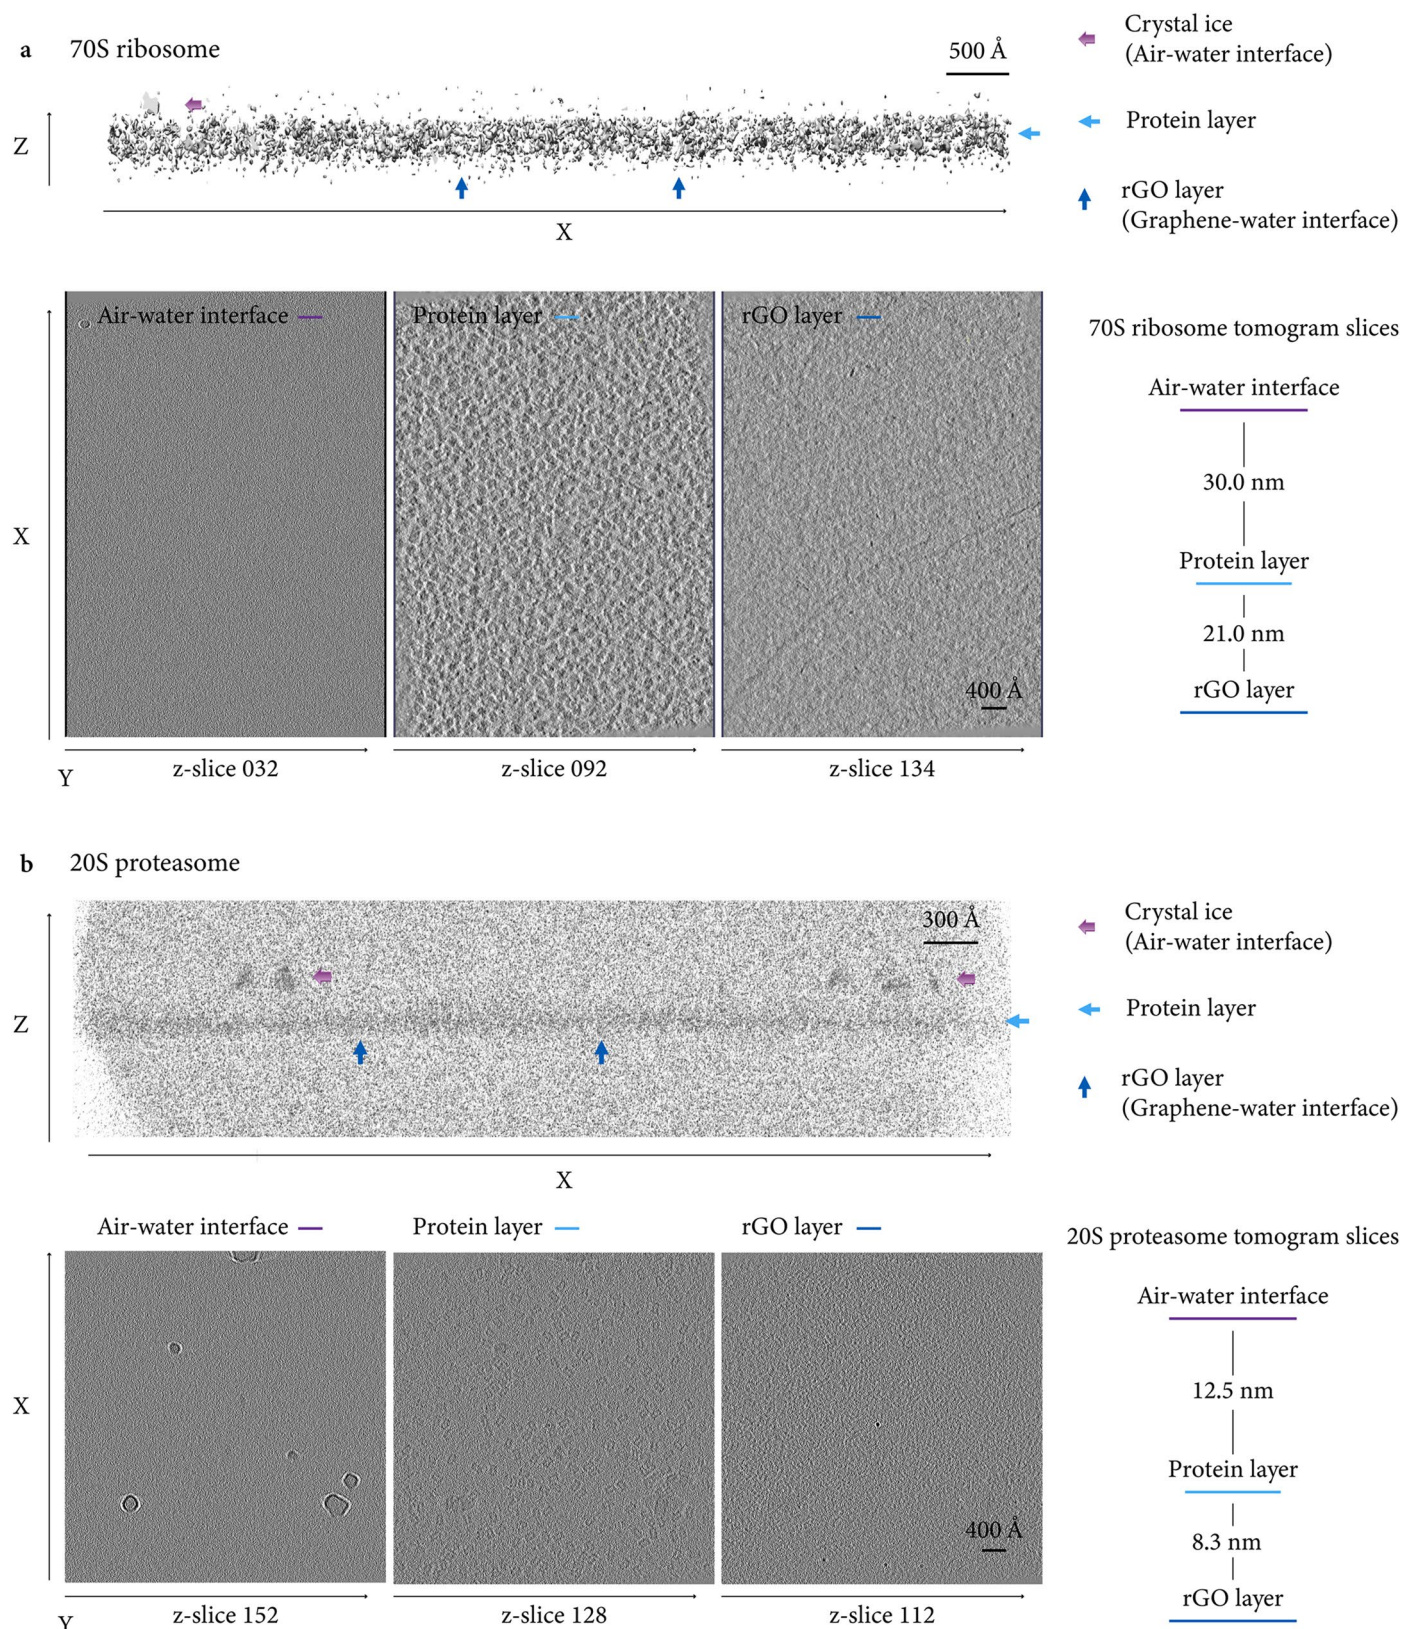 a 70S ribosome
500 Å
Crystal ice
(Air-water interface)
Protein layer
rGO layer
(Graphene-water interface)
Z
X
Air-water interface
Protein layer
rGO layer
400 Å
X
Y
z-slice 032
z-slice 092
z-slice 134
70S ribosome tomogram slices
Air-water interface
30.0 nm
Protein layer
21.0 nm
rGO layer
b 20S proteasome
300 Å
Crystal ice
(Air-water interface)
Protein layer
rGO layer
(Graphene-water interface)
Z
X
Air-water interface
Protein layer
rGO layer
400 Å
X
Y
z-slice 152
z-slice 128
z-slice 112
20S proteasome tomogram slices
Air-water interface
12.5 nm
Protein layer
8.3 nm
rGO layer